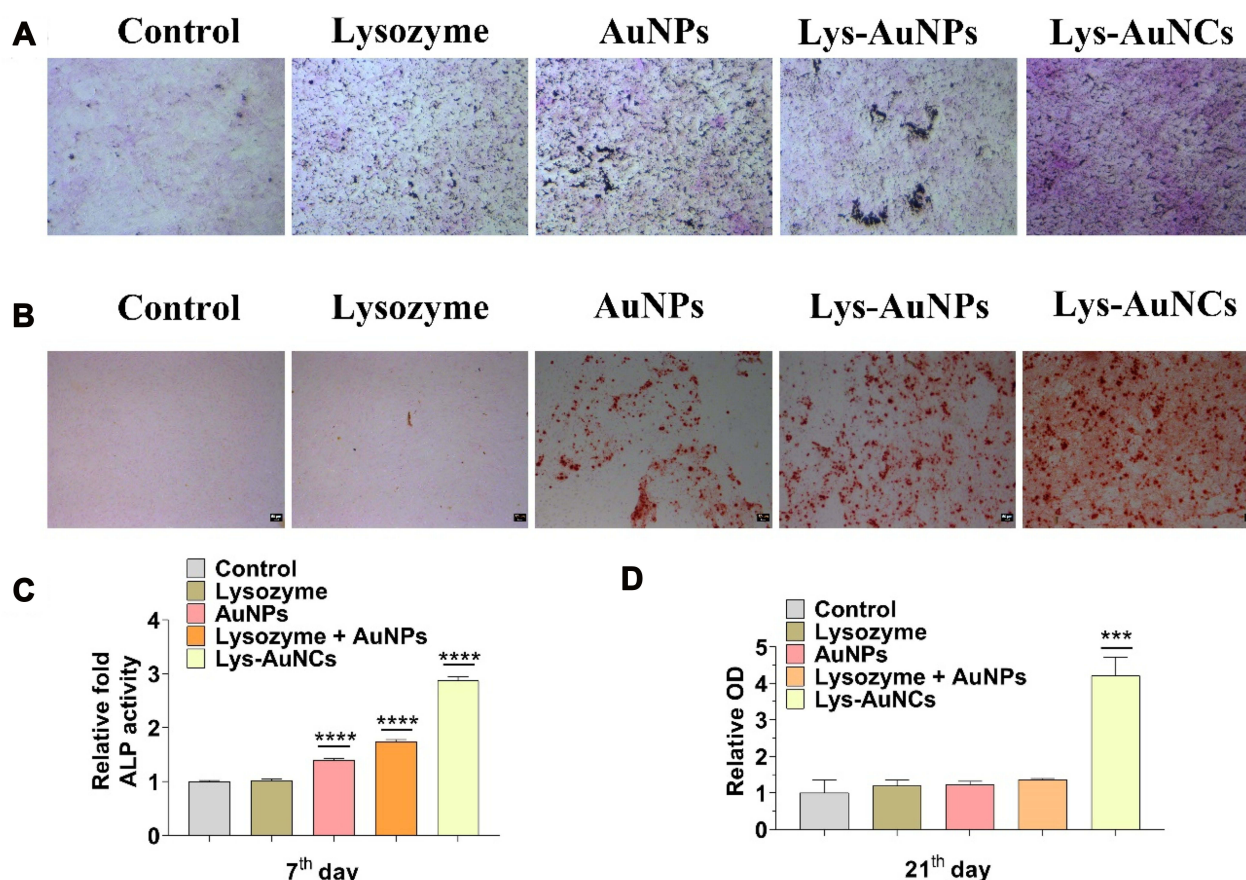 A
Control Lysozyme AuNPs Lys-AuNPs Lys-AuNCs
B
Control Lysozyme AuNPs Lys-AuNPs Lys-AuNCs
C
Control
Lysozyme
AuNPs
Lysozyme + AuNPs
Lys-AuNCs
Relative fold
ALP activity
4
3
2
1
0
****
****
****
7th day
D
Control
Lysozyme
AuNPs
Lysozyme + AuNPs
Lys-AuNCs
Relative OD
5
4
3
2
1
0
***
21th day